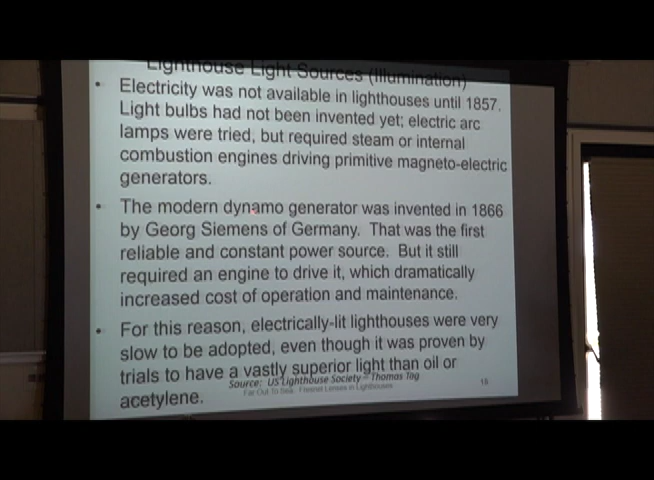 Lighthouse Light Sources (Illumination)
• Electricity was not available in lighthouses until 1857.
Light bulbs had not been invented yet; electric arc
lamps were tried, but required steam or internal
combustion engines driving primitive magneto-electric
generators.
• The modern dynamo generator was invented in 1866
by Georg Siemens of Germany. That was the first
reliable and constant power source. But it still
required an engine to drive it, which dramatically
increased cost of operation and maintenance.
• For this reason, electrically-lit lighthouses were very
slow to be adopted, even though it was proven by
trials to have a vastly superior light than oil or
acetylene.
Source: US Lighthouse Society - Thomas Tag
Far Out To Sea: Fresnel Lenses in Lighthouses
16